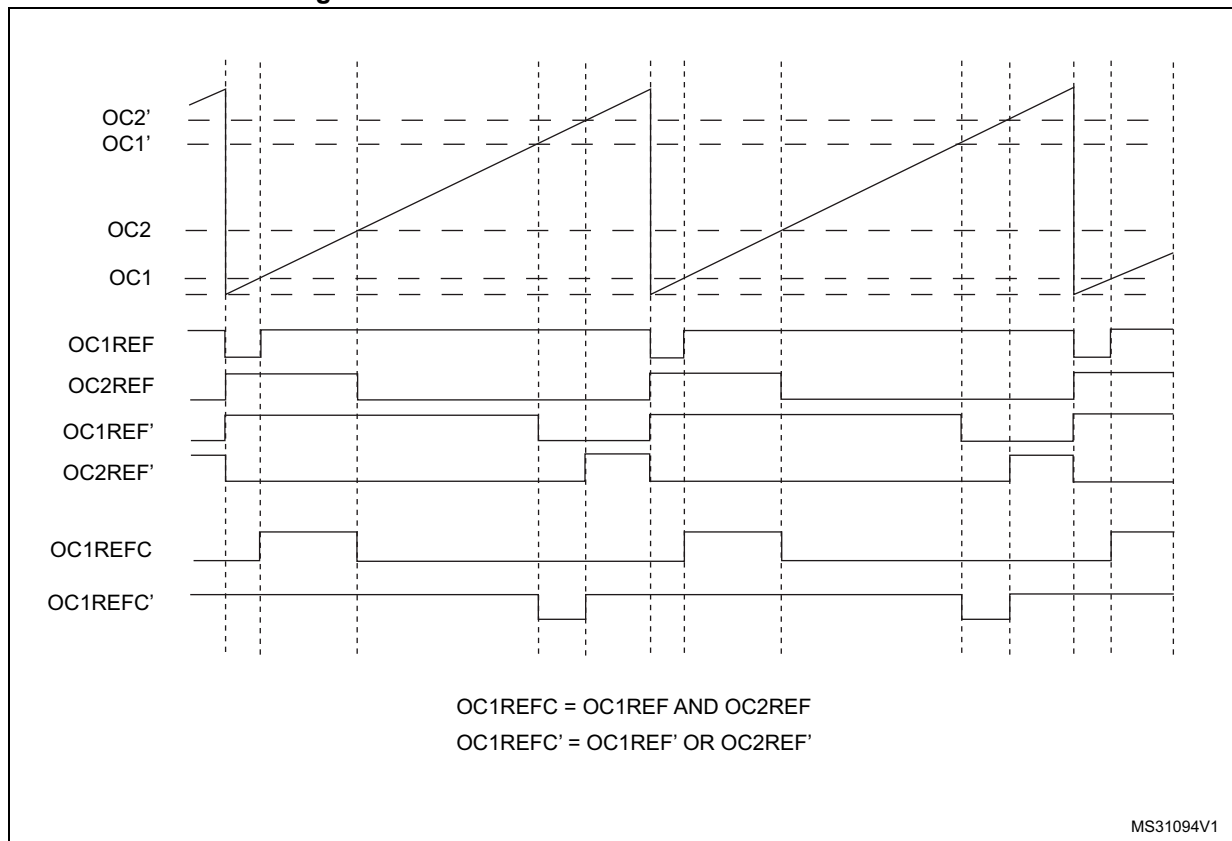 OC2’
OC1’
OC2
OC1
OC1REF
OC2REF
OC1REF’
OC2REF’
OC1REFC
OC1REFC’
OC1REFC = OC1REF AND OC2REF
OC1REFC’ = OC1REF’ OR OC2REF’
MS31094V1